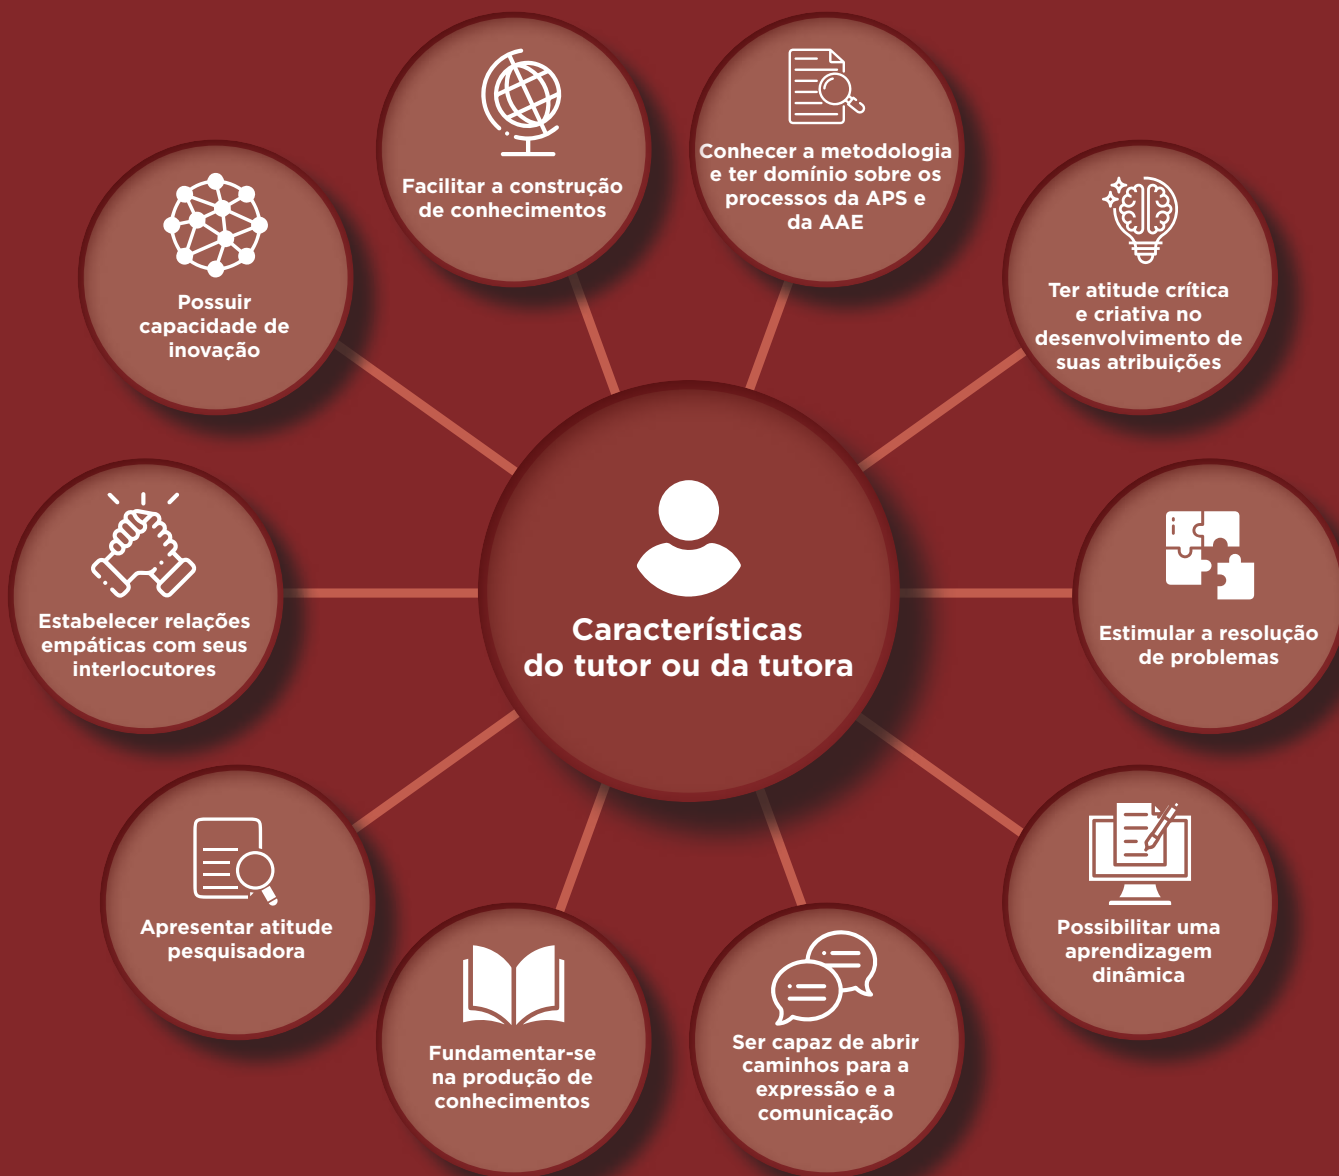 Facilitar a construção
de conhecimentos
Conhecer a metodologia
e ter domínio sobre os
processos da APS e
da AAE
Possuir
capacidade de
inovação
Ter atitude crítica
e criativa no
desenvolvimento de
suas atribuições
Estabelecer relações
empáticas com seus
interlocutores
Características
do tutor ou da tutora
Estimular a resolução
de problemas
Apresentar atitude
pesquisadora
Possibilitar uma
aprendizagem
dinâmica
Fundamentar-se
na produção de
conhecimentos
Ser capaz de abrir
caminhos para a
expressão e a
comunicação